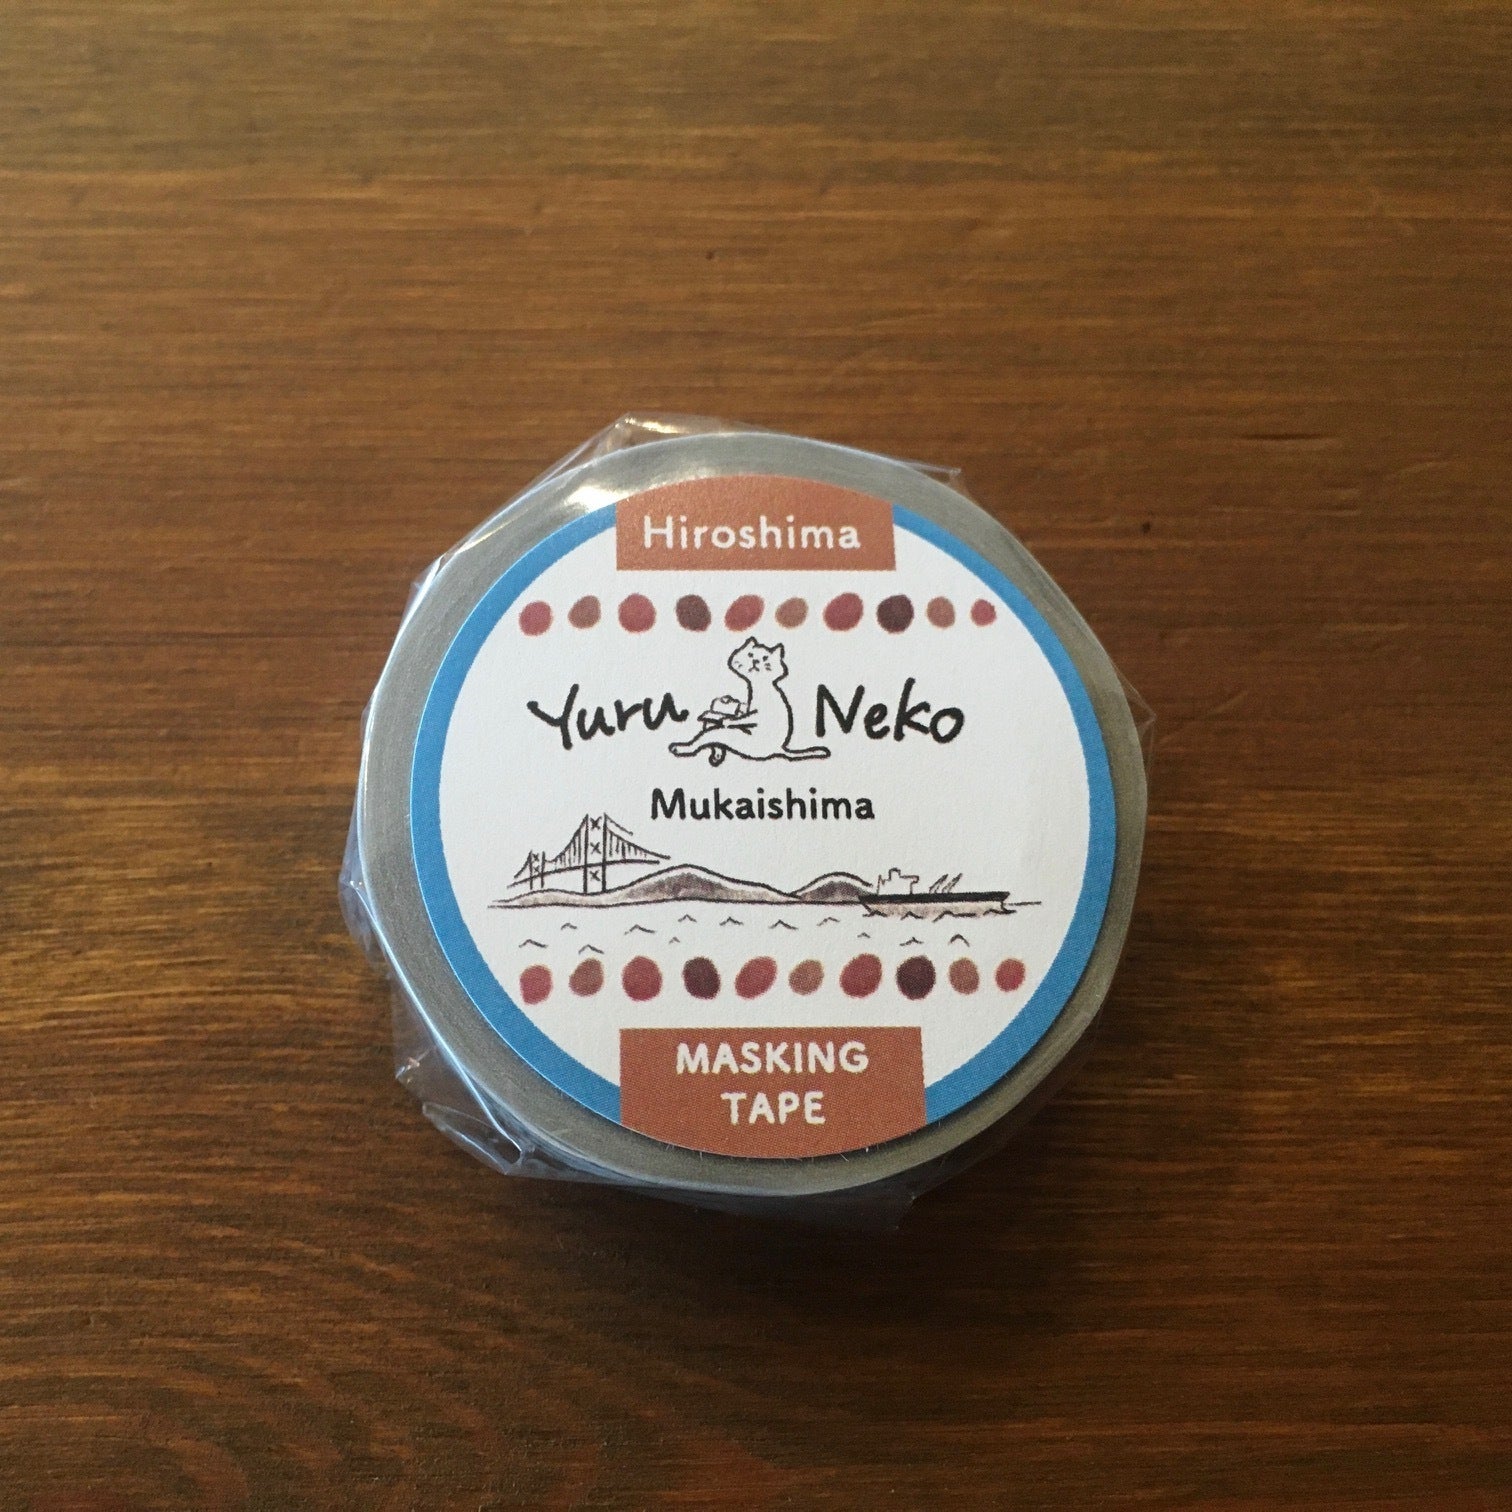 Hiroshima
Yuru Neko
Mukaishima
MASKING
TAPE